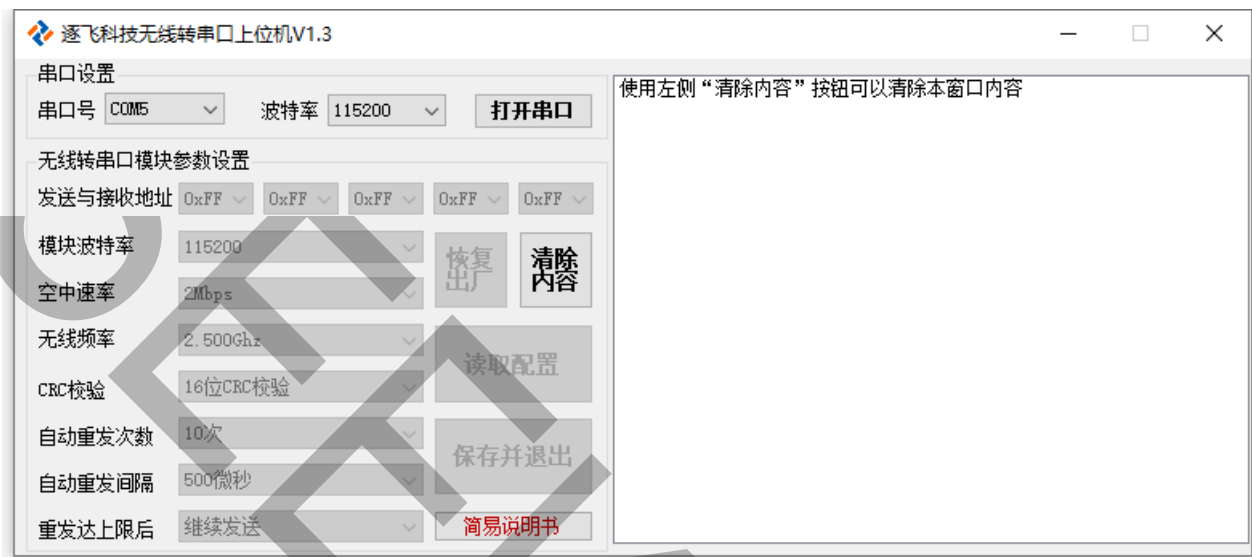 逐飞科技无线转串口上位机V1.3
串口设置
串口号 COM5 波特率 115200 打开串口
无线转串口模块参数设置
发送与接收地址 0xFF 0xFF 0xFF 0xFF 0xFF
模块波特率 115200
恢复出厂
清除内容
空中速率 2Mbps
无线频率 2.500Ghz
读取配置
CRC校验 16位CRC校验
自动重发次数 10次
保存并退出
自动重发间隔 500微秒
重发达上限后 继续发送 简易说明书
使用左侧“清除内容”按钮可以清除本窗口内容